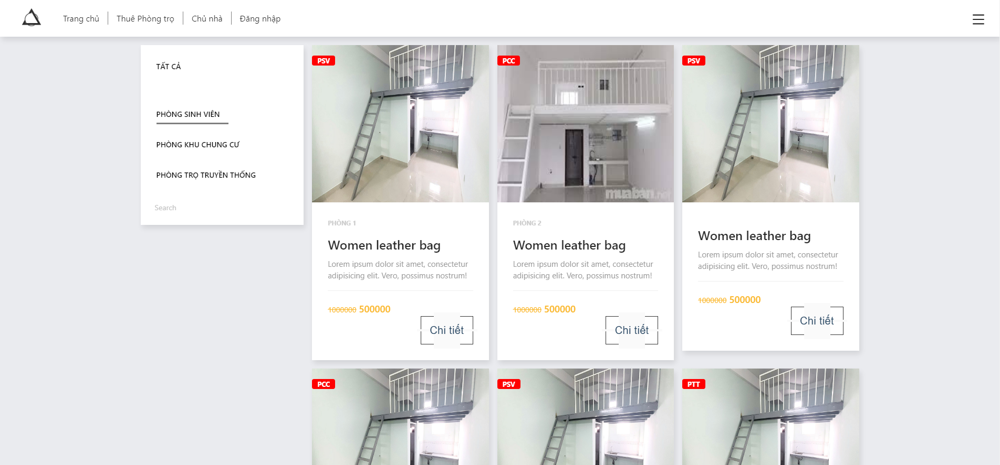 Trang chủ
Thuê Phòng trọ
Chủ nhà
Đăng nhập
TẤT CẢ
PHÒNG SINH VIÊN
PHÒNG KHU CHUNG CƯ
PHÒNG TRỌ TRUYỀN THỐNG
Search
PSV
PHÒNG 1
Women leather bag
Lorem ipsum dolor sit amet, consectetur
adipisicing elit. Vero, possimus nostrum!
1000000 500000
Chi tiết
PCC
muaban.net
PHÒNG 2
Women leather bag
Lorem ipsum dolor sit amet, consectetur
adipisicing elit. Vero, possimus nostrum!
1000000 500000
Chi tiết
PSV
Women leather bag
Lorem ipsum dolor sit amet, consectetur
adipisicing elit. Vero, possimus nostrum!
1000000 500000
Chi tiết
PCC
PSV
PTT